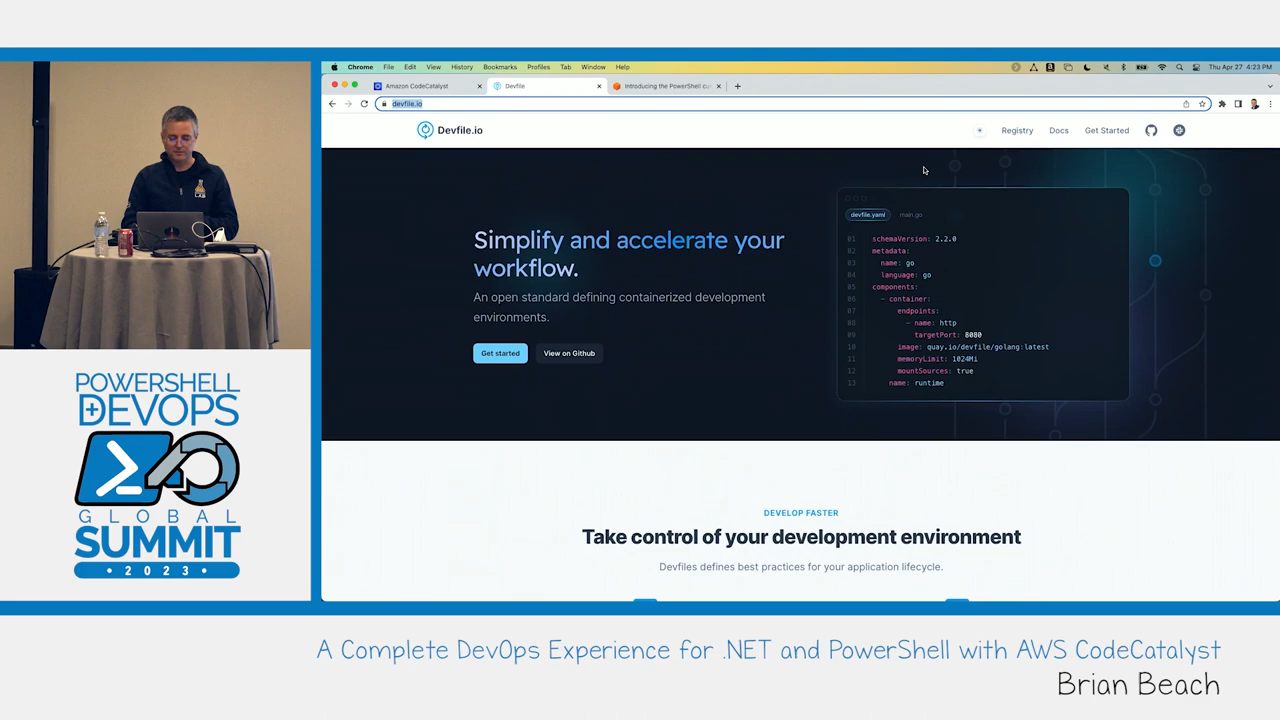 Chrome File Edit View History Bookmarks Profiles Tab Window Help
Thu Apr 27 4:23 PM
Amazon CodeCatalyst
Devfile
Introducing the PowerShell cu
devfile.io
Devfile.io
Registry Docs Get Started
Simplify and accelerate your
workflow.
An open standard defining containerized development
environments.
Get started
View on Github
devfile.yaml main.go
01 schemaVersion: 2.2.0
02 metadata:
03 name: go
04 language: go
05 components:
06 - container:
07 endpoints:
08 - name: http
09 targetPort: 8080
10 image: quay.io/devfile/golang:latest
11 memoryLimit: 1024Mi
12 mountSources: true
13 name: runtime
DEVELOP FASTER
Take control of your development environment
Devfiles defines best practices for your application lifecycle.
POWERSHELL
+DEVOPS
GLOBAL
SUMMIT
• 2023 •
A Complete DevOps Experience for .NET and PowerShell with AWS CodeCatalyst
Brian Beach